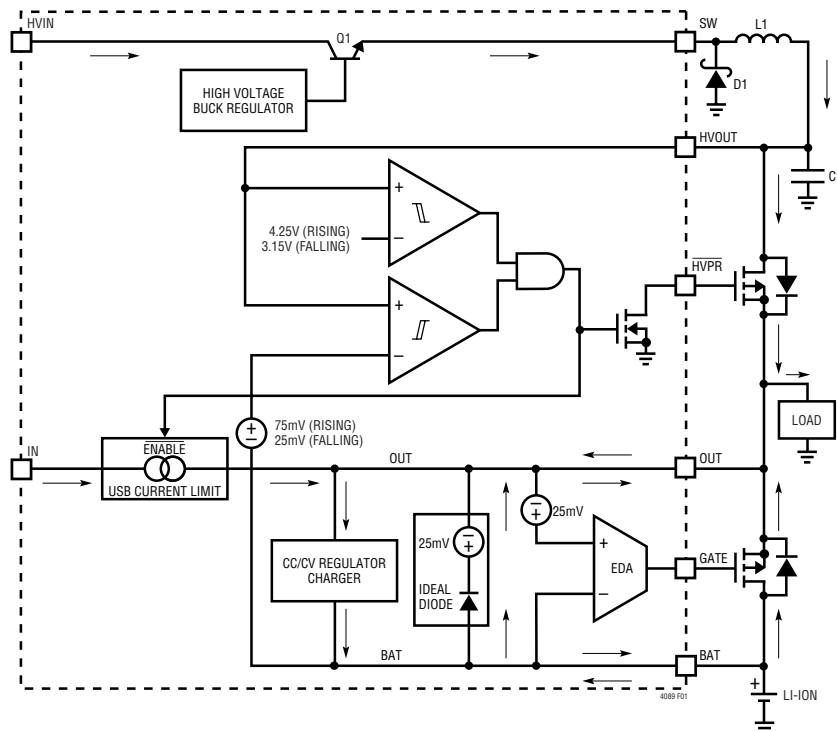 HVIN
Q1
SW
L1
HIGH VOLTAGE
BUCK REGULATOR
D1
HVOUT
C
+
4.25V (RISING)
3.15V (FALLING)
–
HVPR
+
–
75mV (RISING)
25mV (FALLING)
+
–
LOAD
IN
ENABLE
USB CURRENT LIMIT
OUT
OUT
–
+
25mV
25mV
–
+
CC/CV REGULATOR
CHARGER
IDEAL
DIODE
+
EDA
–
GATE
BAT
BAT
4089 F01
+
LI-ION